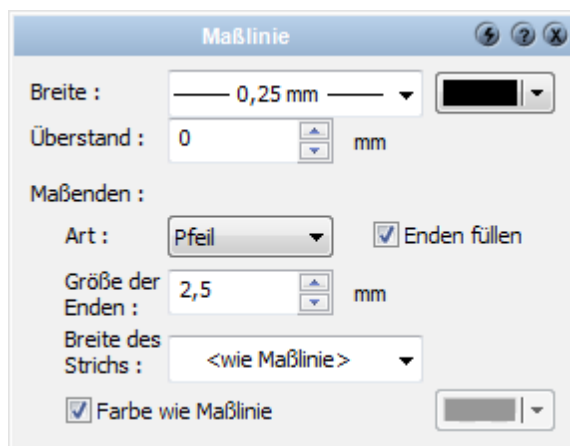 Maßlinie
Breite : 0,25 mm
Überstand : 0 mm
Maßenden :
Art : Pfeil Enden füllen
Größe der
Enden : 2,5 mm
Breite des
Strichs : <wie Maßlinie>
Farbe wie Maßlinie